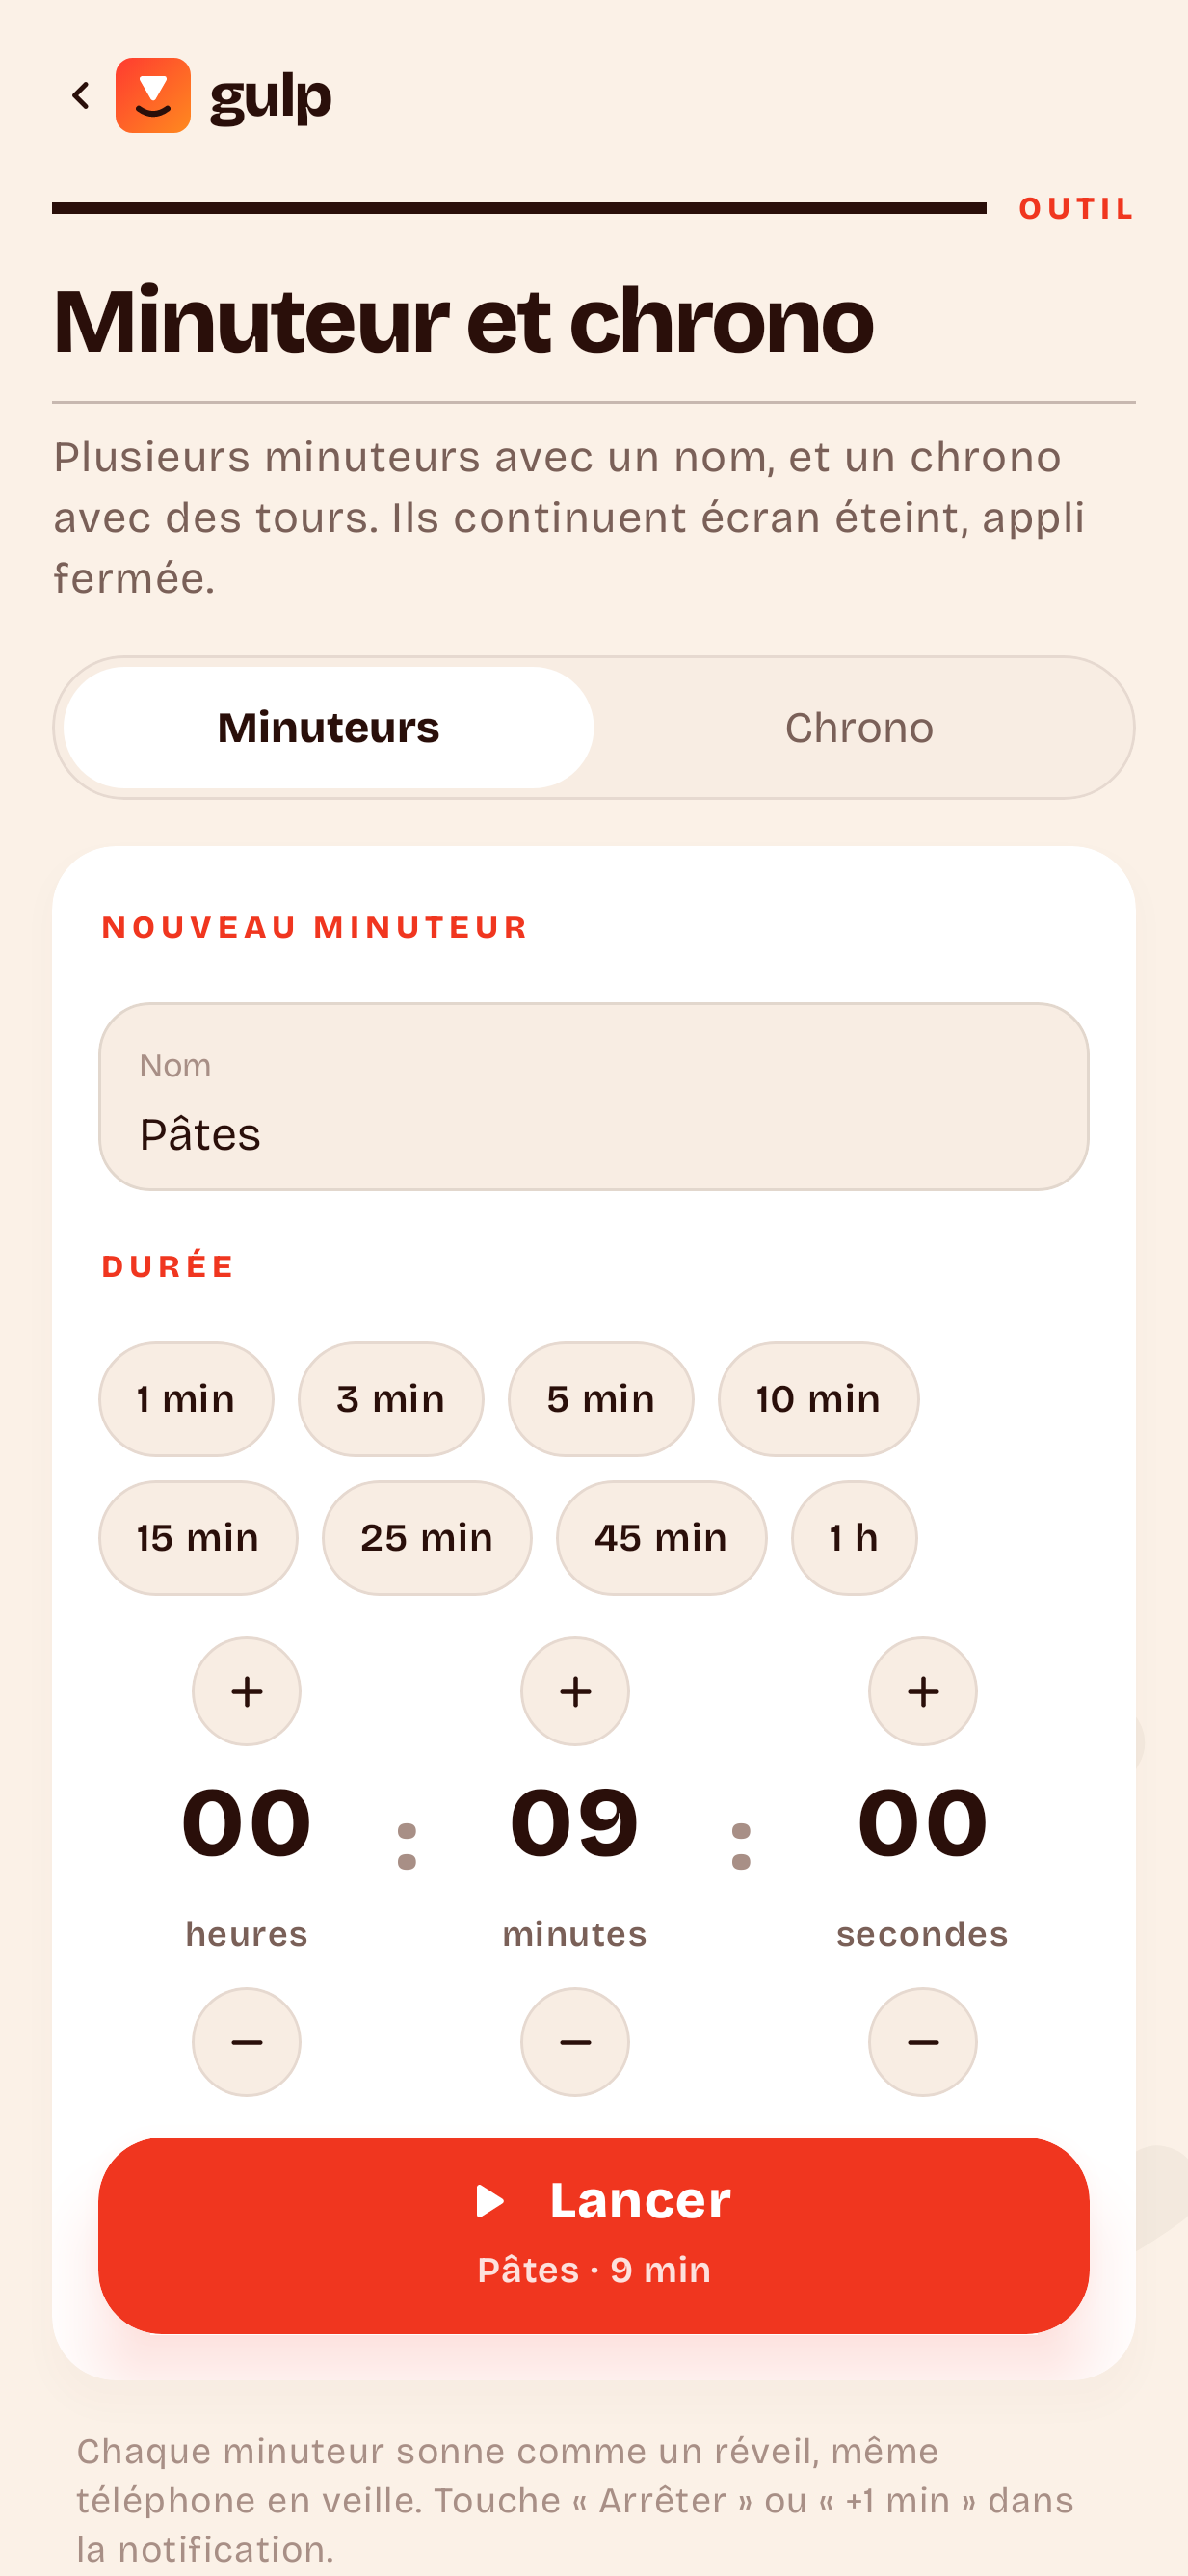 gulp
OUTIL
Minuteur et chrono
Plusieurs minuteurs avec un nom, et un chrono
avec des tours. Ils continuent écran éteint, appli
fermée.
Minuteurs
Chrono
NOUVEAU MINUTEUR
Nom
Pâtes
DURÉE
1 min
3 min
5 min
10 min
15 min
25 min
45 min
1 h
+ + +
00 : 09 : 00
heures minutes secondes
− − −
Lancer
Pâtes · 9 min
Chaque minuteur sonne comme un réveil, même
téléphone en veille. Touche « Arrêter » ou « +1 min » dans
la notification.